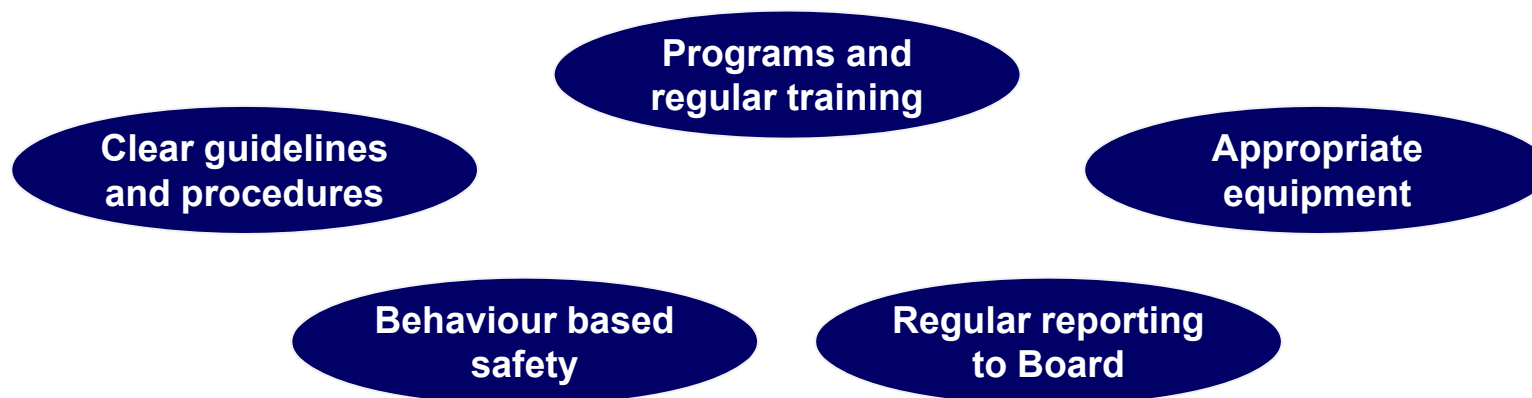 Programs and
regular training
Clear guidelines
and procedures
Appropriate
equipment
Behaviour based
safety
Regular reporting
to Board